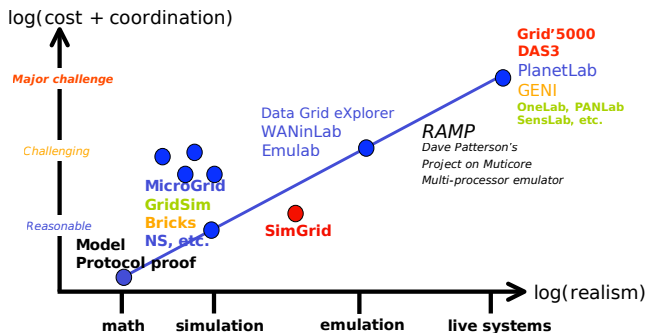 log(cost + coordination)
Grid'5000
DAS3
Major challenge
PlanetLab
GENI
OneLab, PANLab
SensLab, etc.
Data Grid eXplorer
WANinLab
Emulab
RAMP
Dave Patterson's
Project on Muticore
Multi-processor emulator
Challenging
MicroGrid
GridSim
Bricks
NS, etc.
SimGrid
Reasonable
Model
Protocol proof
log(realism)
math
simulation
emulation
live systems